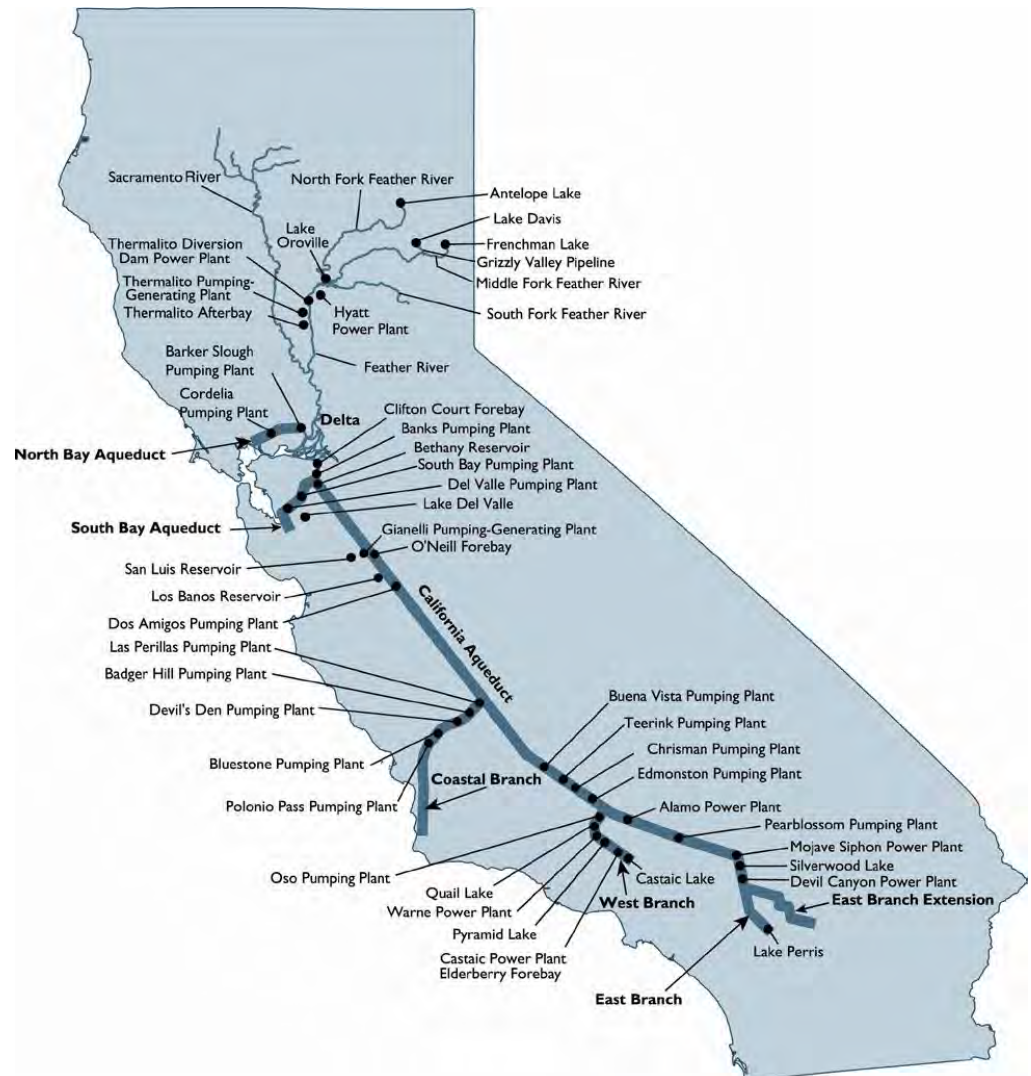 Sacramento River
North Fork Feather River
Antelope Lake
Lake Davis
Lake
Oroville
Frenchman Lake
Thermalito Diversion
Dam Power Plant
Grizzly Valley Pipeline
Middle Fork Feather River
Thermalito Pumping-
Generating Plant
Thermalito Afterbay
Hyatt
Power Plant
South Fork Feather River
Barker Slough
Pumping Plant
Feather River
Cordelia
Pumping Plant
Delta
Clifton Court Forebay
Banks Pumping Plant
North Bay Aqueduct
Bethany Reservoir
South Bay Pumping Plant
Del Valle Pumping Plant
Lake Del Valle
South Bay Aqueduct
Gianelli Pumping-Generating Plant
O'Neill Forebay
San Luis Reservoir
Los Banos Reservoir
California Aqueduct
Dos Amigos Pumping Plant
Las Perillas Pumping Plant
Badger Hill Pumping Plant
Devil's Den Pumping Plant
Buena Vista Pumping Plant
Teerink Pumping Plant
Chrisman Pumping Plant
Bluestone Pumping Plant
Edmonston Pumping Plant
Coastal Branch
Polonio Pass Pumping Plant
Alamo Power Plant
Pearblossom Pumping Plant
Mojave Siphon Power Plant
Silverwood Lake
Oso Pumping Plant
Castaic Lake
Devil Canyon Power Plant
Quail Lake
West Branch
East Branch Extension
Warne Power Plant
Pyramid Lake
Lake Perris
Castaic Power Plant
Elderberry Forebay
East Branch